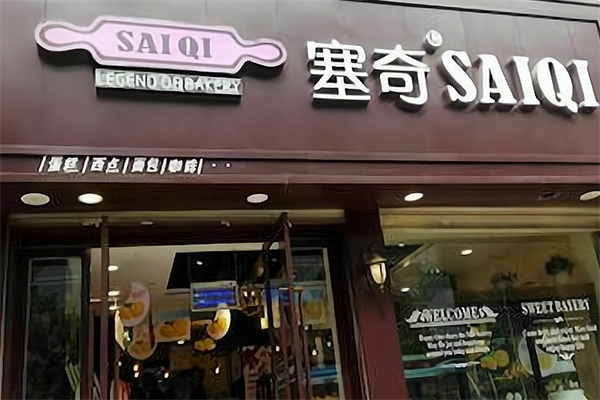 SAIQI
LEGEND OF BAKERY
塞奇 SAIQI
蛋糕 | 西点 | 面包 | 咖啡 | ··
WELCOME
SWEET BAKERY